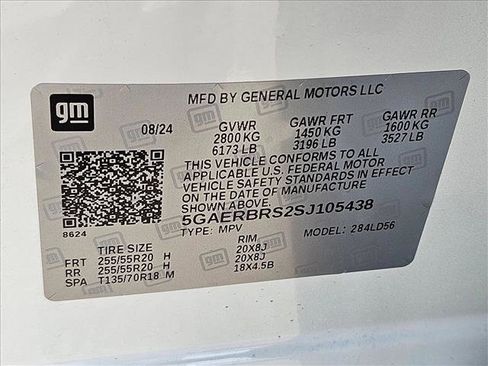 gm
MFD BY GENERAL MOTORS LLC
08/24 GVWR GAWR FRT GAWR RR
2800 KG 1450 KG 1600 KG
6173 LB 3196 LB 3527 LB
THIS VEHICLE CONFORMS TO ALL
APPLICABLE U.S. FEDERAL MOTOR
VEHICLE SAFETY STANDARDS IN EFFECT
ON THE DATE OF MANUFACTURE
SHOWN ABOVE.
5GAERBRS2SJ105438
8624
TYPE: MPV MODEL: 284LD56
TIRE SIZE RIM
FRT 255/55R20 H 20X8J
RR 255/55R20 H 20X8J
SPA T135/70R18 M 18X4.5B